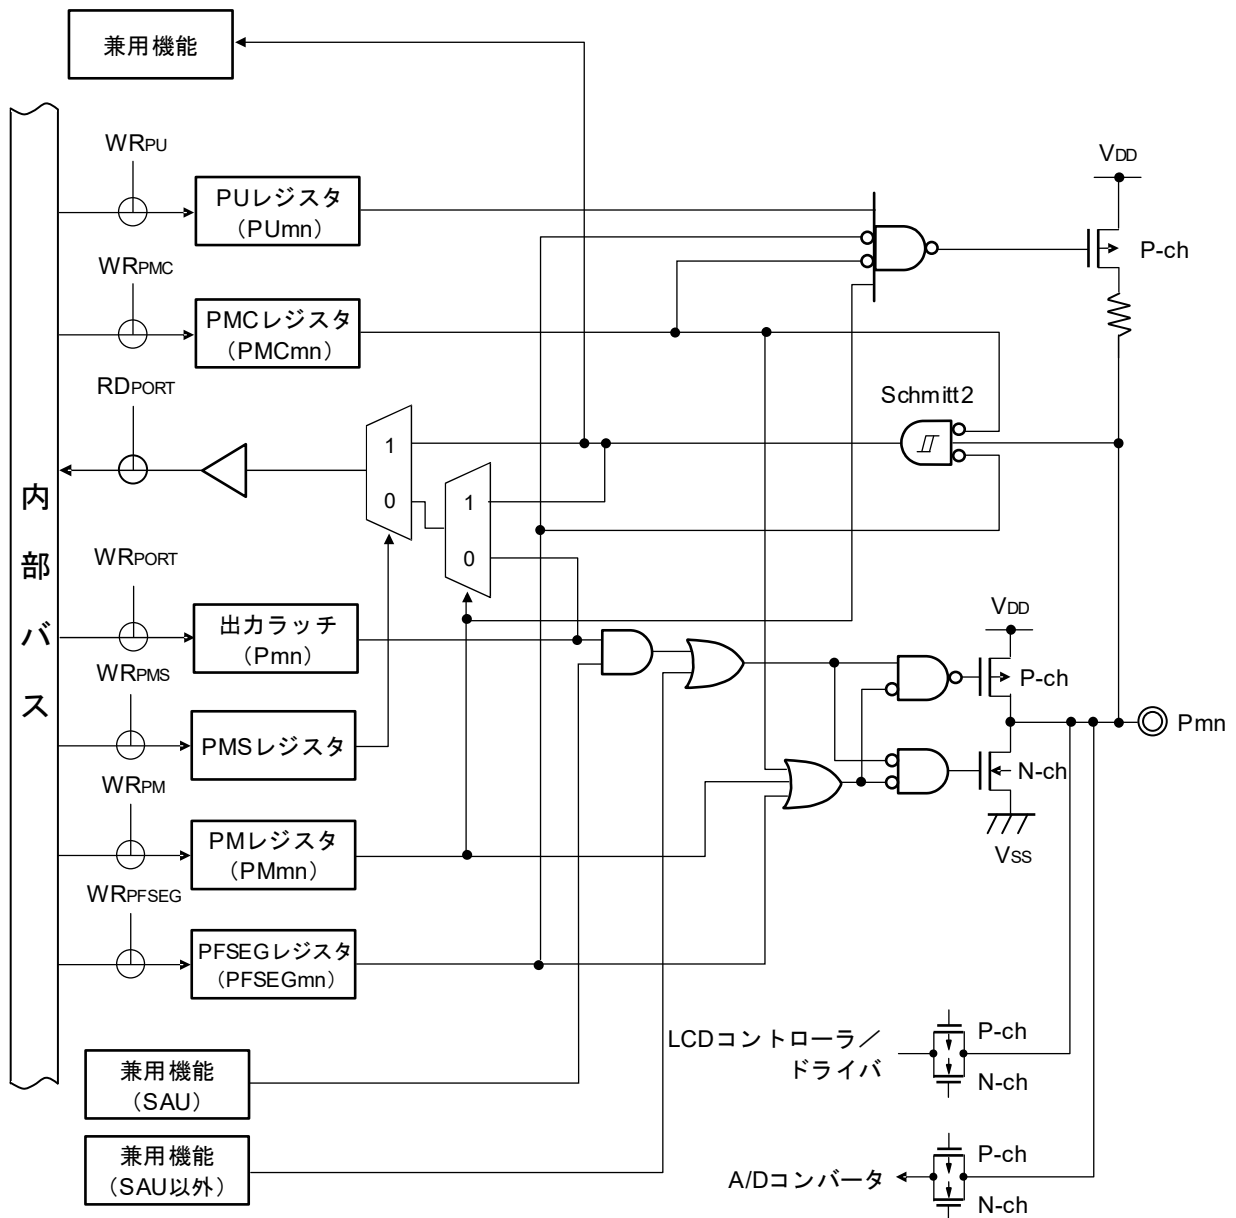 兼用機能
WRPU
PUレジスタ
（PUmn）
VDD
P-ch
WRPMC
PMCレジスタ
（PMCmn）
RDPORT
Schmitt2
1
0
1
0
内部バス
WRPORT
出力ラッチ
（Pmn）
VDD
P-ch
WRPMS
PMSレジスタ
Pmn
N-ch
WRPM
PMレジスタ
（PMmn）
VSS
WRPFSEG
PFSEGレジスタ
（PFSEGmn）
LCDコントローラ／
ドライバ
P-ch
N-ch
兼用機能
（SAU）
兼用機能
（SAU以外）
A/Dコンバータ
P-ch
N-ch